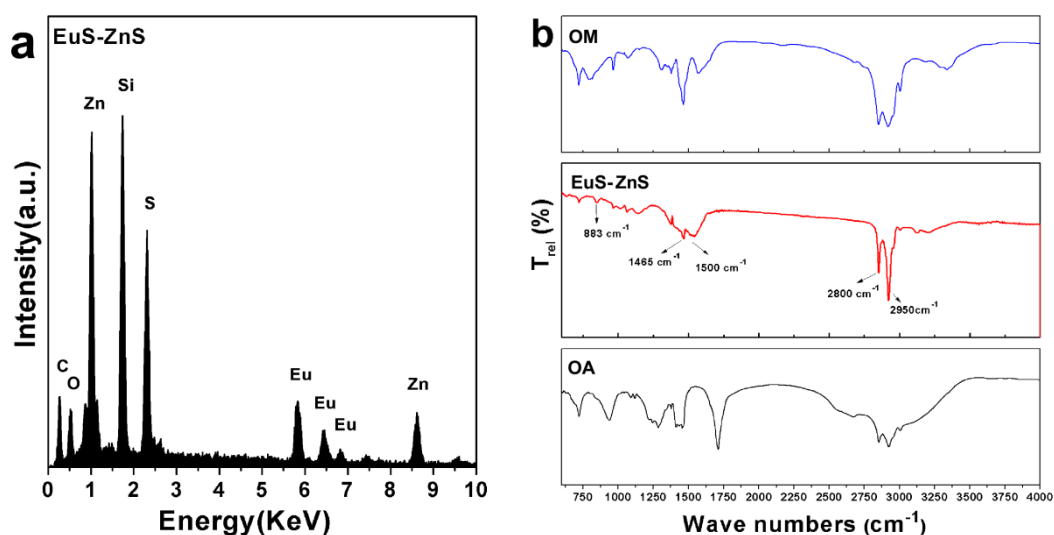 a
EuS-ZnS
Zn
Si
S
C
O
Eu
Eu
Eu
Zn
Intensity(a.u.)
0 1 2 3 4 5 6 7 8 9 10
Energy(KeV)
b
OM
EuS-ZnS
883 cm⁻¹
1465 cm⁻¹
1500 cm⁻¹
2800 cm⁻¹
2950cm⁻¹
OA
T_rel (%)
750 1000 1250 1500 1750 2000 2250 2500 2750 3000 3250 3500 3750 4000
Wave numbers (cm⁻¹)